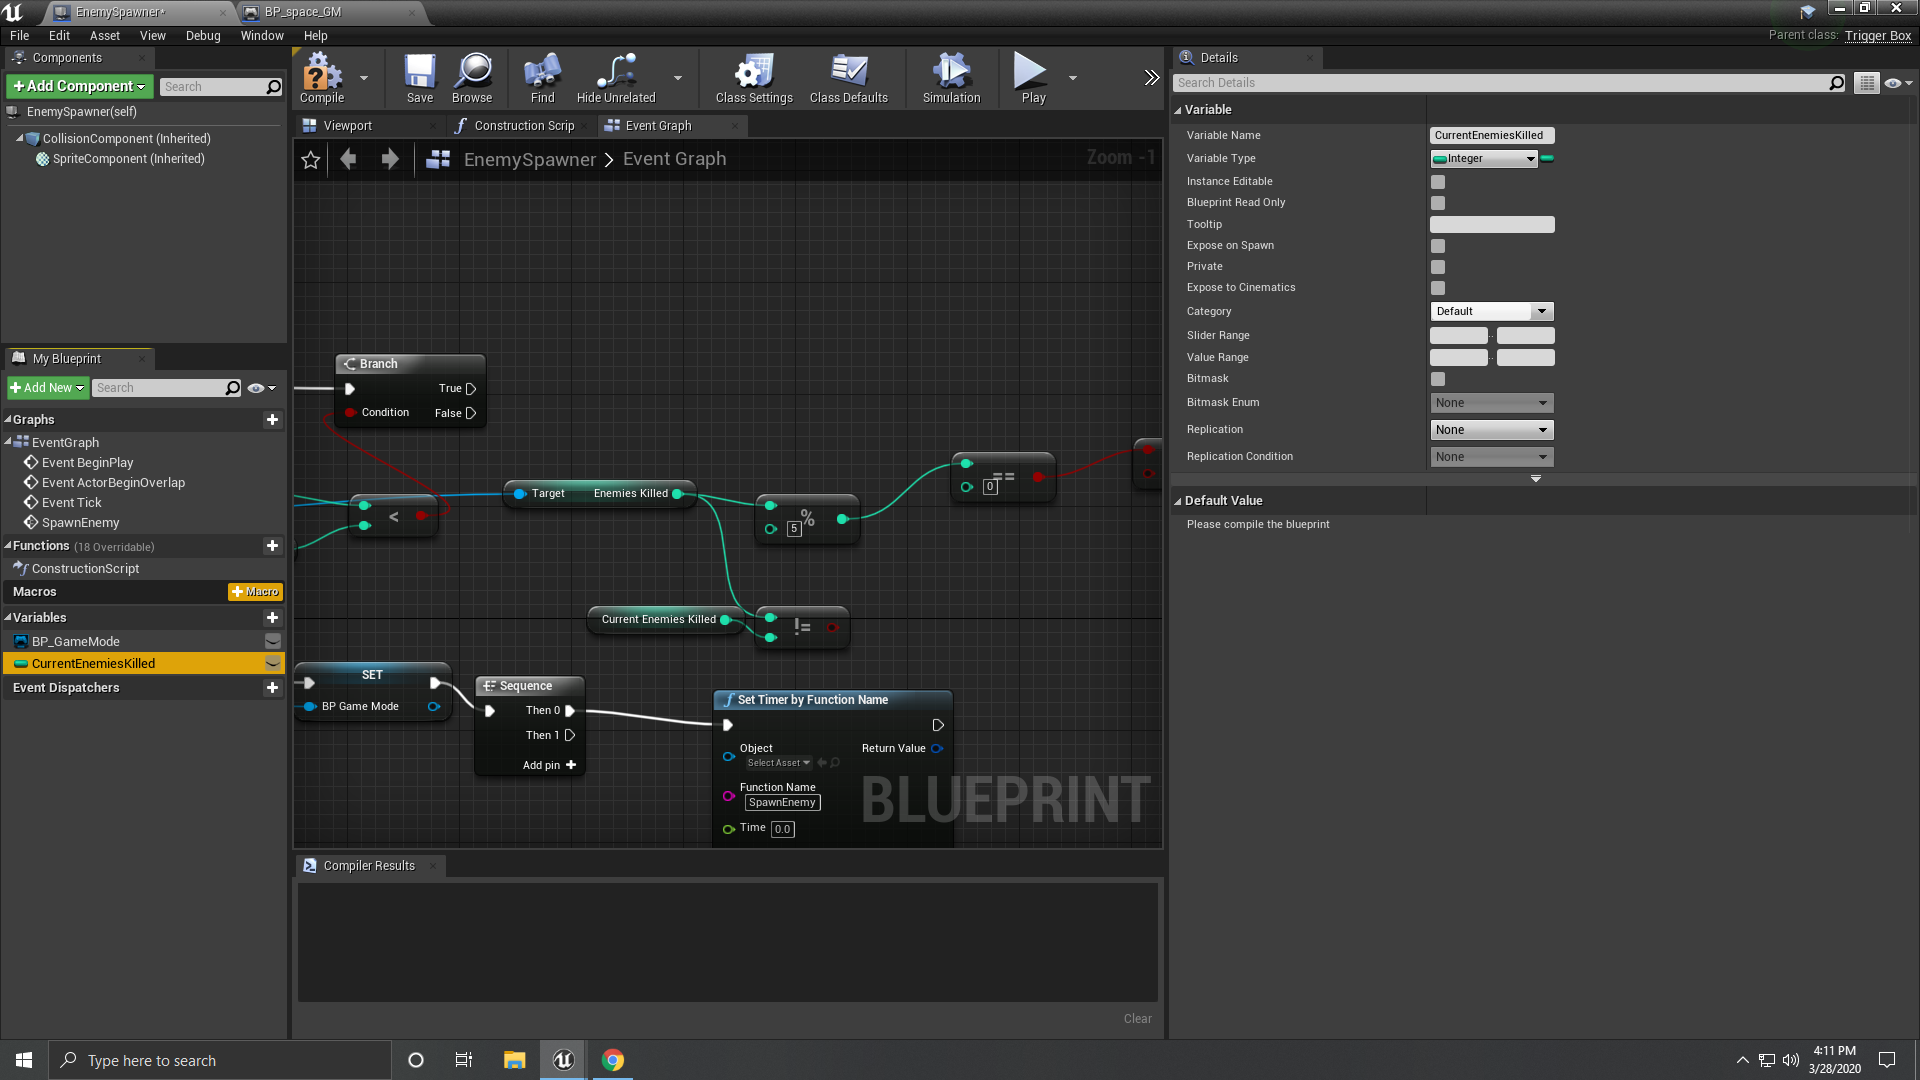 EnemySpawner*
BP_space_GM
File Edit Asset View Debug Window Help
Parent class: Trigger Box
Components
+ Add Component
Search
EnemySpawner(self)
CollisionComponent (Inherited)
SpriteComponent (Inherited)
My Blueprint
+ Add New
Search
Graphs
EventGraph
Event BeginPlay
Event ActorBeginOverlap
Event Tick
SpawnEnemy
Functions (18 Overridable)
ConstructionScript
Macros
+ Macro
Variables
BP_GameMode
CurrentEnemiesKilled
Event Dispatchers
Compile
Save
Browse
Find
Hide Unrelated
Class Settings
Class Defaults
Simulation
Play
Viewport
Construction Scrip
Event Graph
EnemySpawner > Event Graph
Zoom -1
Branch
True
Condition False
<
Target Enemies Killed
%
5
==
0
Current Enemies Killed
!=
SET
BP Game Mode
Sequence
Then 0
Then 1
Add pin +
Set Timer by Function Name
Object
Select Asset
Return Value
Function Name
SpawnEnemy
Time 0.0
BLUEPRINT
Compiler Results
Clear
Details
Search Details
Variable
Variable Name CurrentEnemiesKilled
Variable Type Integer
Instance Editable
Blueprint Read Only
Tooltip
Expose on Spawn
Private
Expose to Cinematics
Category Default
Slider Range
Value Range
Bitmask
Bitmask Enum None
Replication None
Replication Condition None
Default Value
Please compile the blueprint
Type here to search
4:11 PM
3/28/2020